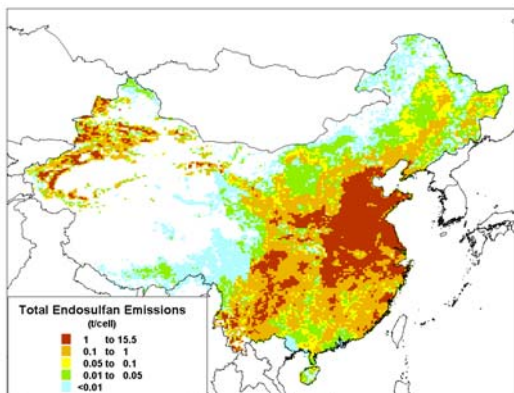 Total Endosulfan Emissions
(t/cell)
1 to 15.5
0.1 to 1
0.05 to 0.1
0.01 to 0.05
<0.01